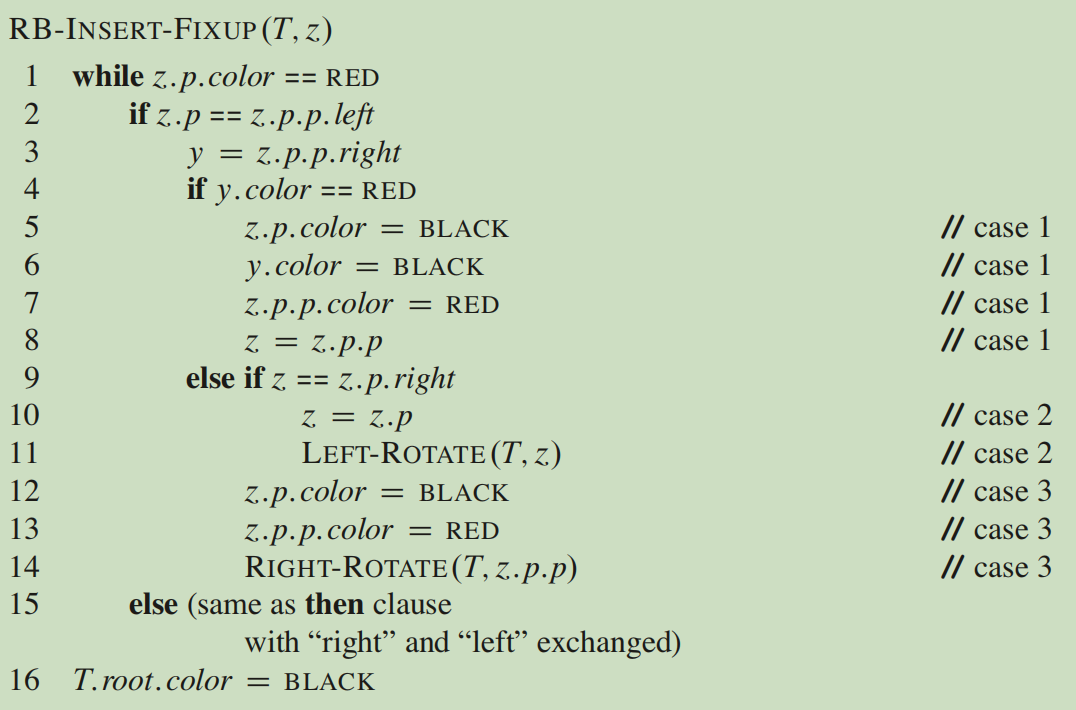 RB-INSERT-FIXUP(T, z)
1 while z.p.color == RED
2 if z.p == z.p.p.left
3 y = z.p.p.right
4 if y.color == RED
5 z.p.color = BLACK // case 1
6 y.color = BLACK // case 1
7 z.p.p.color = RED // case 1
8 z = z.p.p // case 1
9 else if z == z.p.right
10 z = z.p // case 2
11 LEFT-ROTATE(T, z) // case 2
12 z.p.color = BLACK // case 3
13 z.p.p.color = RED // case 3
14 RIGHT-ROTATE(T, z.p.p) // case 3
15 else (same as then clause
with “right” and “left” exchanged)
16 T.root.color = BLACK